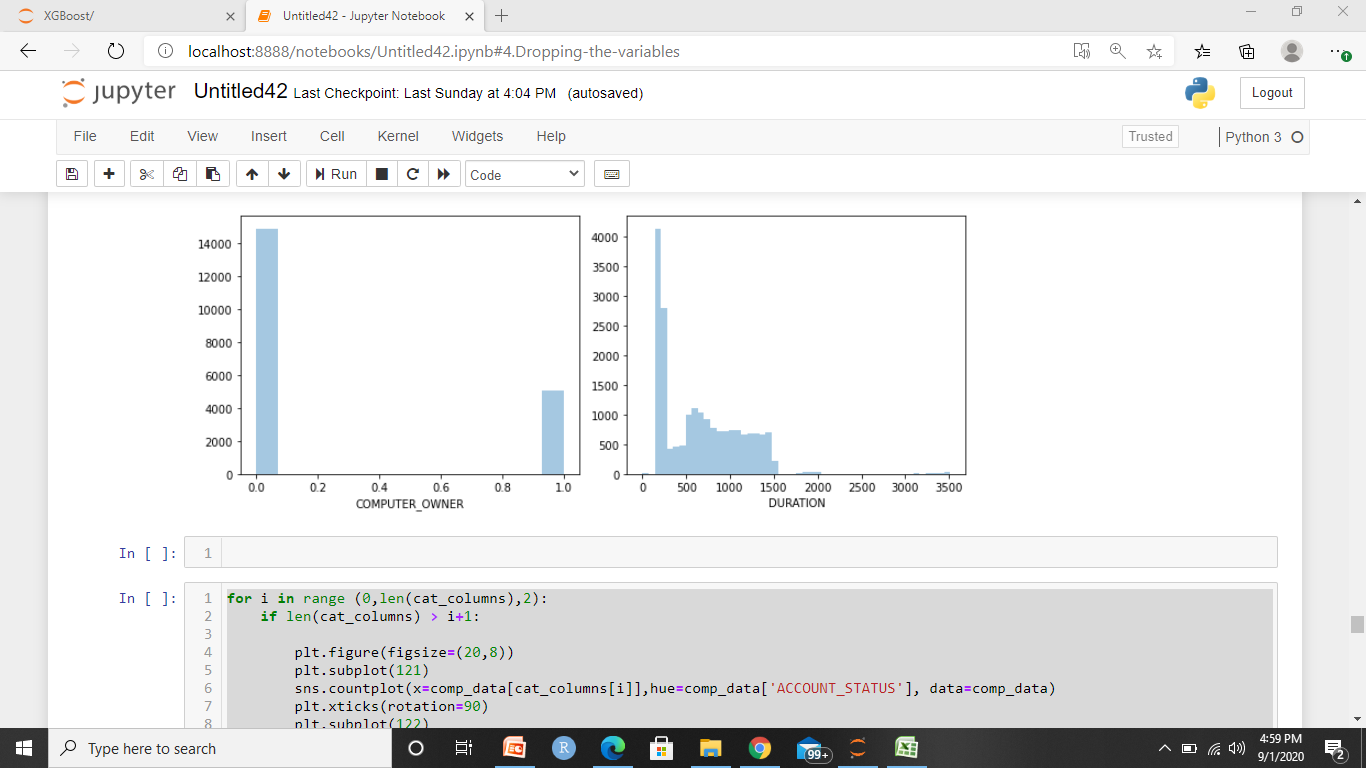 XGBoost/
Untitled42 - Jupyter Notebook
localhost:8888/notebooks/Untitled42.ipynb#4.Dropping-the-variables
jupyter Untitled42 Last Checkpoint: Last Sunday at 4:04 PM (autosaved)
Logout
File Edit View Insert Cell Kernel Widgets Help
Trusted
Python 3
Run
Code
14000
12000
10000
8000
6000
4000
2000
0
0.0 0.2 0.4 0.6 0.8 1.0
COMPUTER_OWNER
4000
3500
3000
2500
2000
1500
1000
500
0
0 500 1000 1500 2000 2500 3000 3500
DURATION
In [ ]: 1
In [ ]: 1 for i in range (0,len(cat_columns),2):
2     if len(cat_columns) > i+1:
3
4         plt.figure(figsize=(20,8))
5         plt.subplot(121)
6         sns.countplot(x=comp_data[cat_columns[i]],hue=comp_data['ACCOUNT_STATUS'], data=comp_data)
7         plt.xticks(rotation=90)
8         plt.subplot(122)
Type here to search
R
99+
4:59 PM
9/1/2020
2